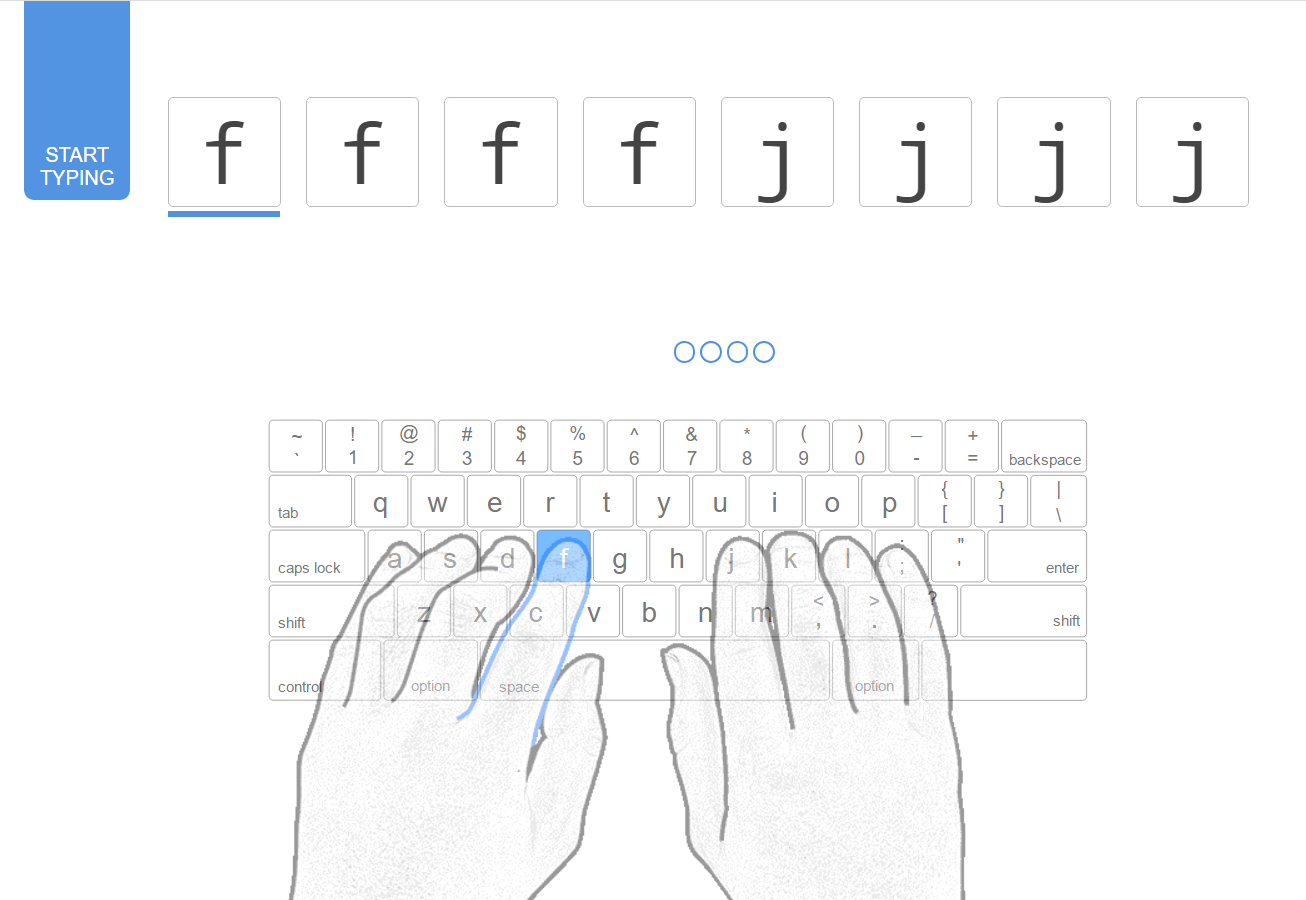 START
TYPING
f f f f j j j j
~ ! @ # $ % ^ & * ( ) _ +
` 1 2 3 4 5 6 7 8 9 0 - = backspace
tab q w e r t y u i o p { } |
[ ] \
caps lock a s d f g h j k l : "
; ' enter
shift z x c v b n m < > ?
, . / shift
control option space option